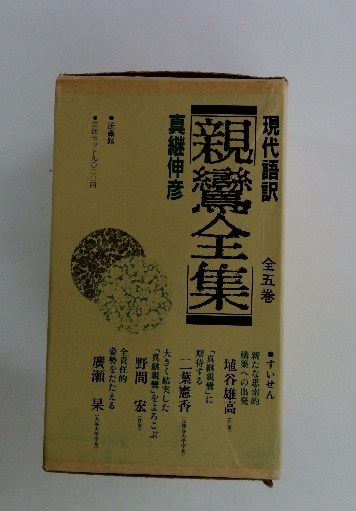 現代語訳
全五巻
親鸞全集
真継伸彦
●法蔵館
●すいせん
新たな思索的
構築への出発
埴谷雄高(作家)
「真継親鸞」に
期待する
二葉憲香
大きく結実した
「真継親鸞」をよろこぶ
野間 宏(作家)
全責任的
姿勢をたたえる
廣瀬 杲